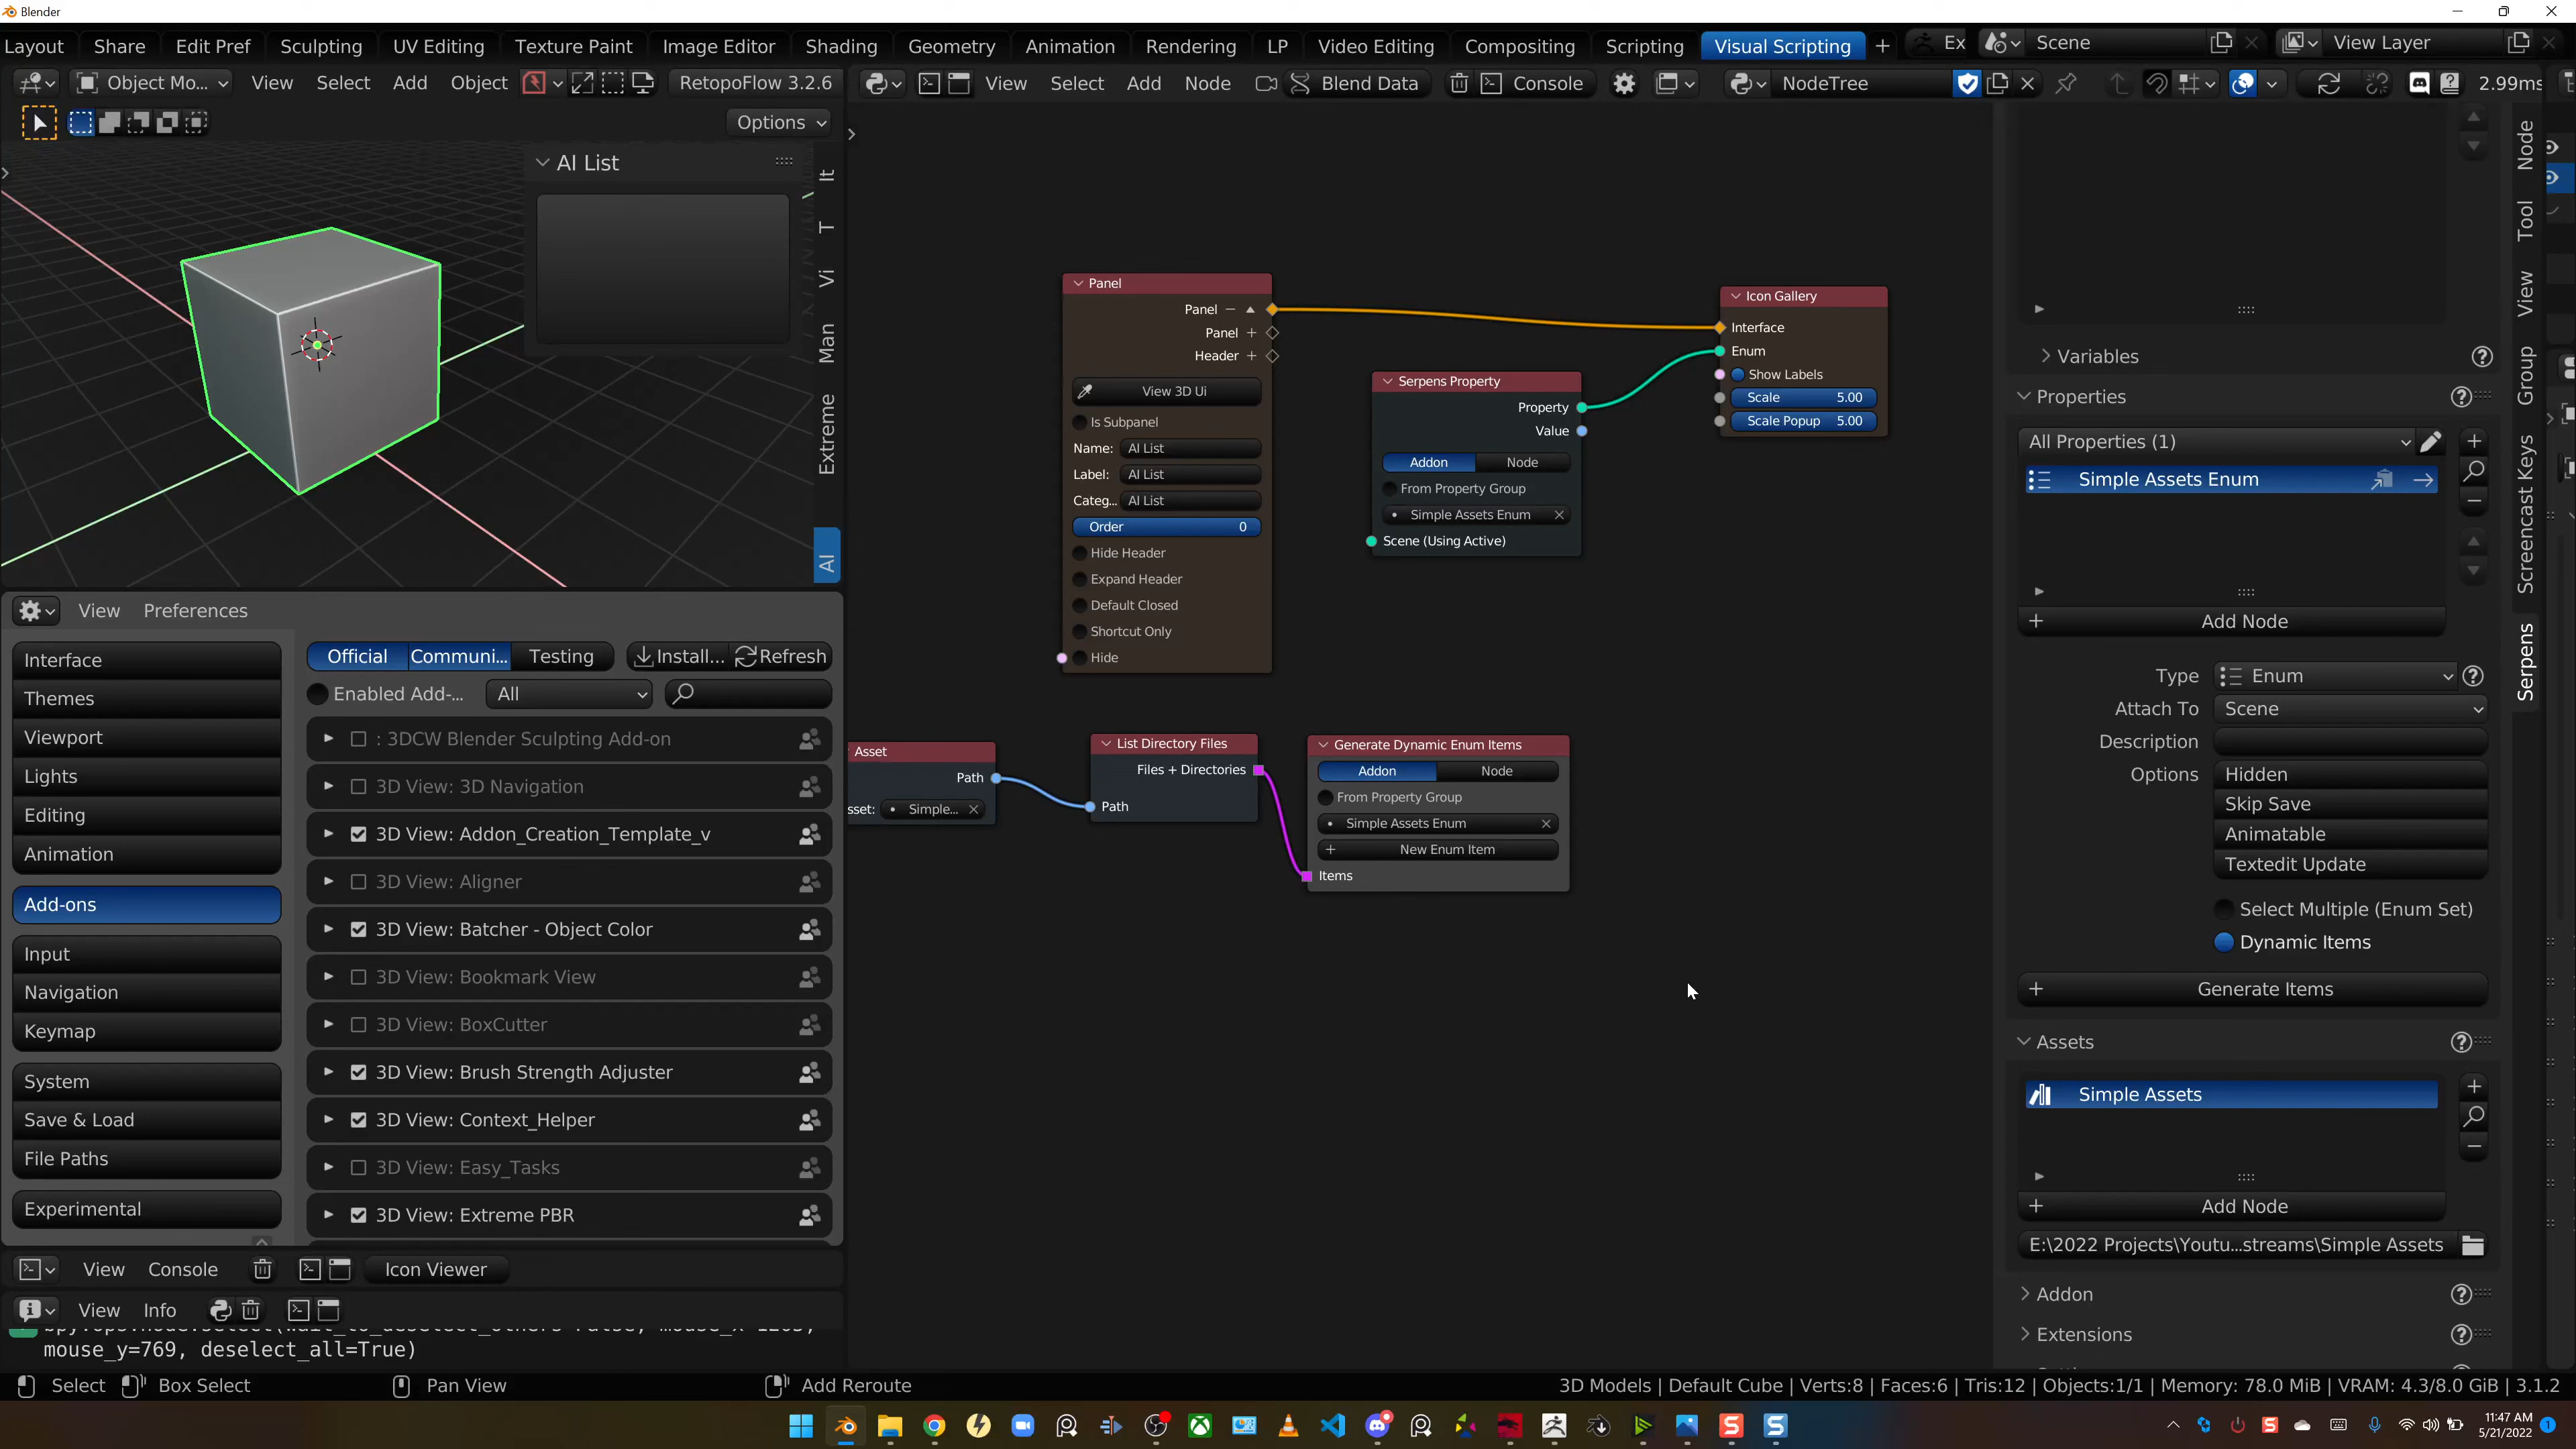 Blender
Layout Share Edit Pref Sculpting UV Editing Texture Paint Image Editor Shading Geometry Animation Rendering LP Video Editing Compositing Scripting Visual Scripting + Ex Scene View Layer
Object Mo... View Select Add Object RetopoFlow 3.2.6
View Select Add Node Blend Data Console NodeTree 2.99ms
Options
AI List
It
T
Vi
Man
Extreme
AI
Panel
Panel
Panel
Header
View 3D Ui
Is Subpanel
Name: AI List
Label: AI List
Categ... AI List
Order 0
Hide Header
Expand Header
Default Closed
Shortcut Only
Hide
Serpens Property
Property
Value
Addon Node
From Property Group
Simple Assets Enum
Scene (Using Active)
Icon Gallery
Interface
Enum
Show Labels
Scale 5.00
Scale Popup 5.00
Asset
Path
sset: Simple...
List Directory Files
Files + Directories
Path
Generate Dynamic Enum Items
Addon Node
From Property Group
Simple Assets Enum
New Enum Item
Items
Variables
Properties
All Properties (1)
Simple Assets Enum
Add Node
Type Enum
Attach To Scene
Description
Options Hidden
Skip Save
Animatable
Textedit Update
Select Multiple (Enum Set)
Dynamic Items
Generate Items
Assets
Simple Assets
Add Node
E:\2022 Projects\Youtu...streams\Simple Assets
Addon
Extensions
Node
Tool
View
Group
Screencast Keys
Serpens
View Preferences
Interface
Themes
Viewport
Lights
Editing
Animation
Add-ons
Input
Navigation
Keymap
System
Save & Load
File Paths
Experimental
Official Communi... Testing Install... Refresh
Enabled Add-... All
: 3DCW Blender Sculpting Add-on
3D View: 3D Navigation
3D View: Addon_Creation_Template_v
3D View: Aligner
3D View: Batcher - Object Color
3D View: Bookmark View
3D View: BoxCutter
3D View: Brush Strength Adjuster
3D View: Context_Helper
3D View: Easy_Tasks
3D View: Extreme PBR
View Console Icon Viewer
View Info
mouse_y=769, deselect_all=True)
Select Box Select Pan View Add Reroute
3D Models | Default Cube | Verts:8 | Faces:6 | Tris:12 | Objects:1/1 | Memory: 78.0 MiB | VRAM: 4.3/8.0 GiB | 3.1.2
11:47 AM
5/21/2022
1